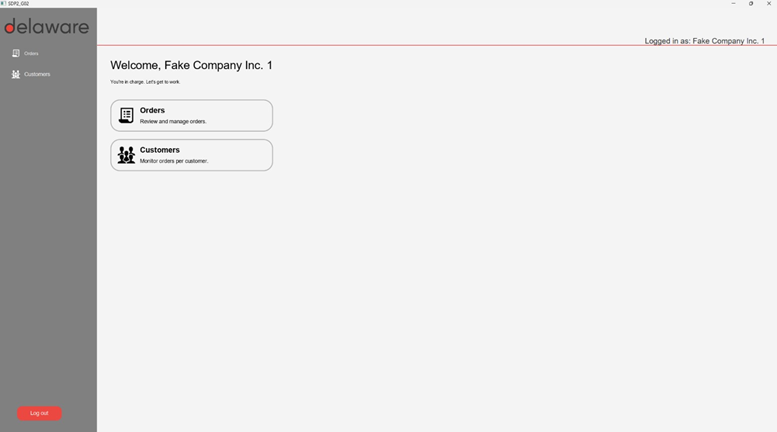 SDP2_G02
delaware
Orders
Customers
Log out
Logged in as: Fake Company Inc. 1
Welcome, Fake Company Inc. 1
You're in charge. Let's get to work.
Orders
Review and manage orders.
Customers
Monitor orders per customer.